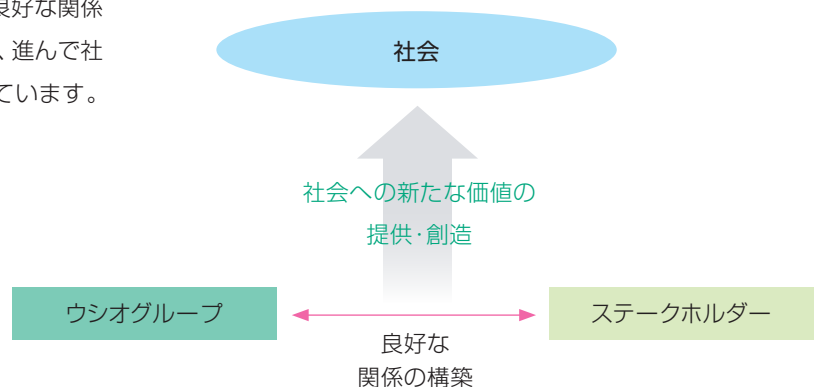 良好な関係
、進んで社
ています。
社会
社会への新たな価値の
提供・創造
ウシオグループ
ステークホルダー
良好な
関係の構築